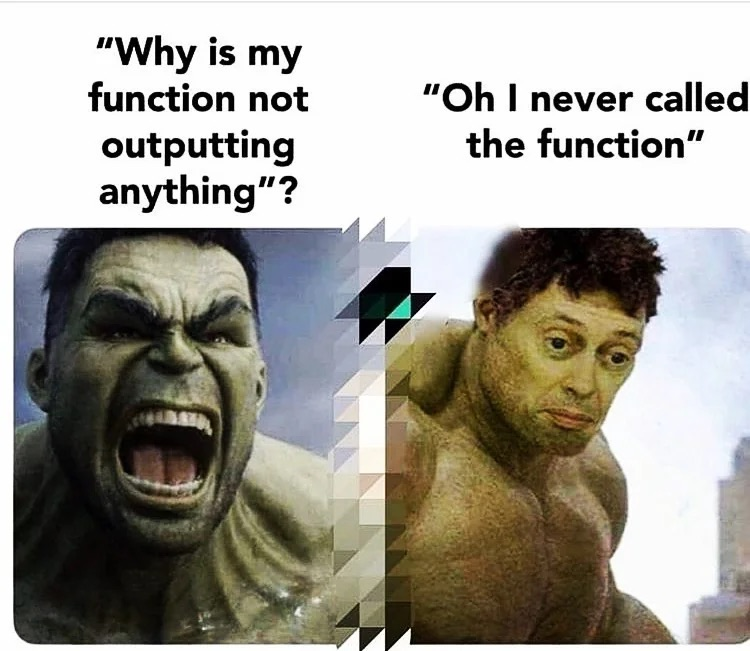 “Why is my
function not
outputting
anything”?
“Oh I never called
the function”